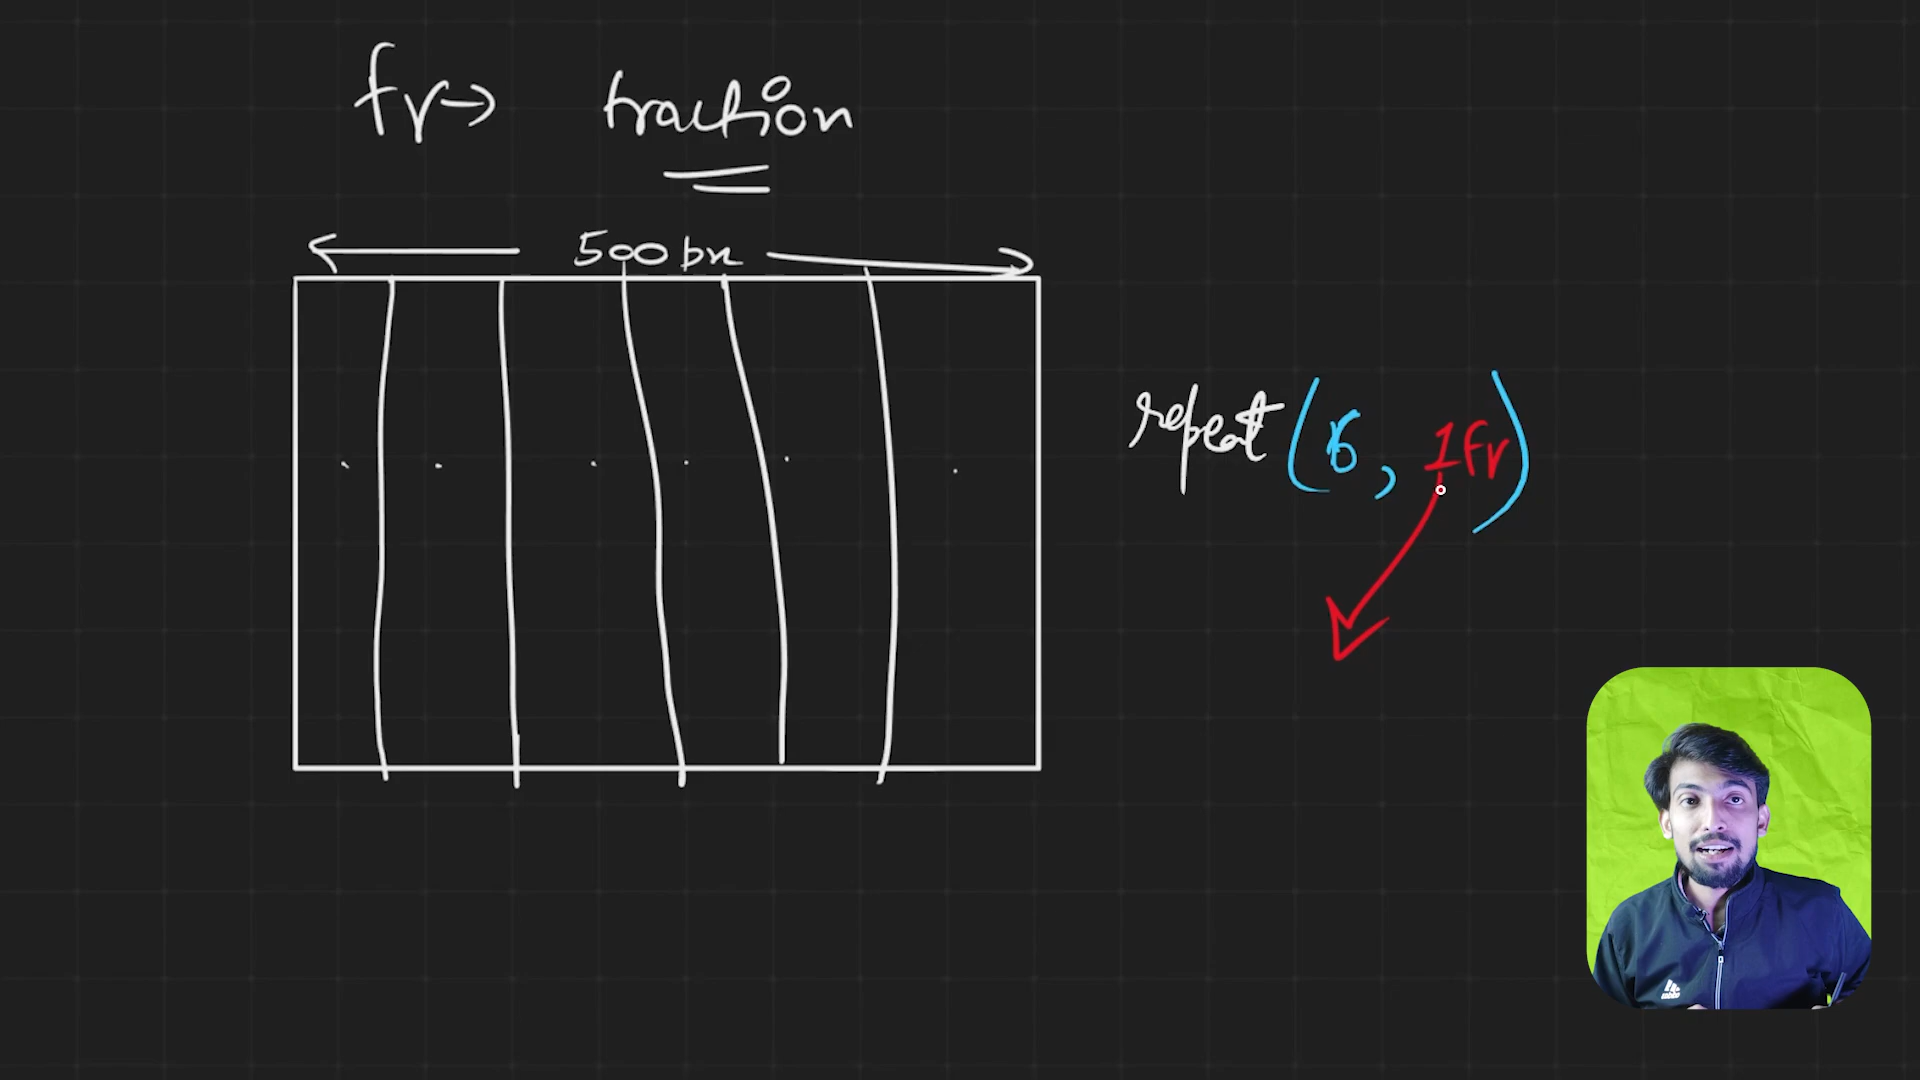 fr→ fraction
500px
repeat(6, 1fr)